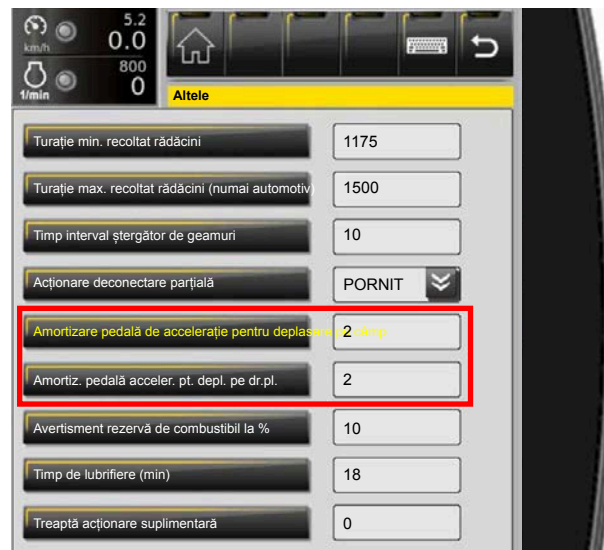 5.2
km/h 0.0
800
1/min 0
Altele
Turație min. recoltat rădăcini 1175
Turație max. recoltat rădăcini (numai automotiv) 1500
Timp interval ștergător de geamuri 10
Acționare deconectare parțială PORNIT
Amortizare pedală de accelerație pentru deplasare pe câmp 2
Amortiz. pedală acceler. pt. depl. pe dr.pl. 2
Avertisment rezervă de combustibil la % 10
Timp de lubrifiere (min) 18
Treaptă acționare suplimentară 0